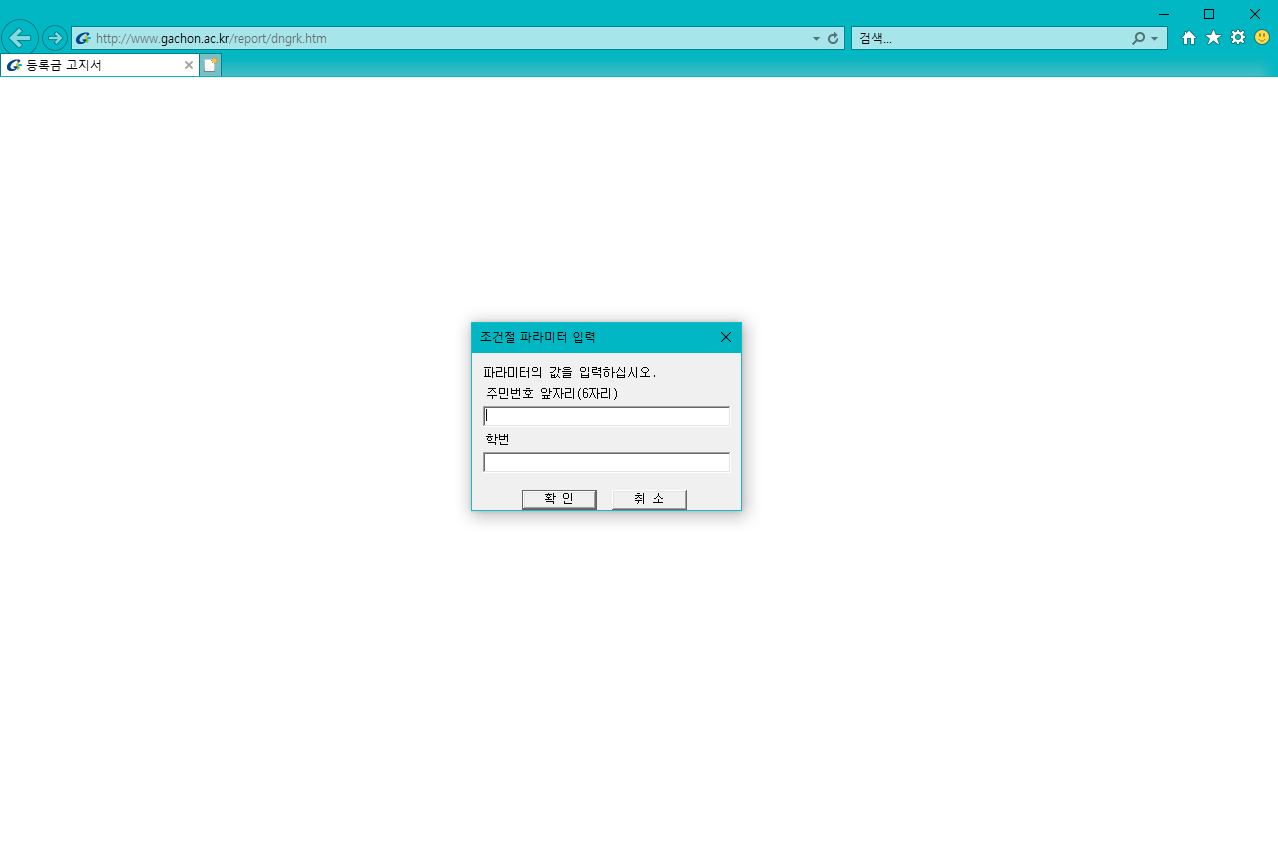 http://www.gachon.ac.kr/report/dngrk.htm
검색...
등록금 고지서
조건절 파라미터 입력
파라미터의 값을 입력하십시오.
주민번호 앞자리(6자리)
학번
확 인
취 소